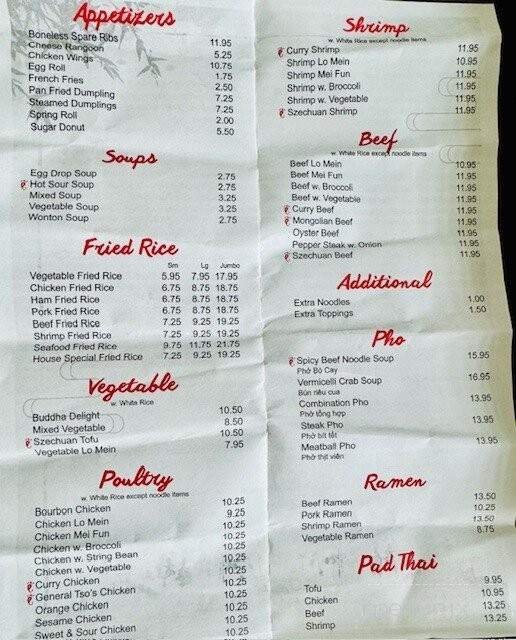 Appetizers
Boneless Spare Ribs 11.95
Cheese Rangoon 5.25
Chicken Wings 10.75
Egg Roll 1.75
French Fries 2.50
Pan Fried Dumpling 7.25
Steamed Dumplings 7.25
Spring Roll 2.00
Sugar Donut 5.50
Soups
Egg Drop Soup 2.75
Hot Sour Soup 2.75
Mixed Soup 3.25
Vegetable Soup 3.25
Wonton Soup 2.75
Fried Rice
Sm Lg Jumbo
Vegetable Fried Rice 5.95 7.95 17.95
Chicken Fried Rice 6.75 8.75 18.75
Ham Fried Rice 6.75 8.75 18.75
Pork Fried Rice 6.75 8.75 18.75
Beef Fried Rice 7.25 9.25 19.25
Shrimp Fried Rice 7.25 9.25 19.25
Seafood Fried Rice 9.75 11.75 21.75
House Special Fried Rice 7.25 9.25 19.25
Vegetable
w. White Rice
Buddha Delight 10.50
Mixed Vegetable 8.50
Szechuan Tofu 10.50
Vegetable Lo Mein 7.95
Poultry
w. White Rice except noodle items
Bourbon Chicken 10.25
Chicken Lo Mein 9.25
Chicken Mei Fun 10.25
Chicken w. Broccoli 10.25
Chicken w. String Bean 10.25
Chicken w. Vegetable 10.25
Curry Chicken 10.25
General Tso's Chicken 10.25
Orange Chicken 10.25
Sesame Chicken 10.25
Sweet & Sour Chicken 10.25
Shrimp
w. White Rice except noodle items
Curry Shrimp 11.95
Shrimp Lo Mein 10.95
Shrimp Mei Fun 11.95
Shrimp w. Broccoli 11.95
Shrimp w. Vegetable 11.95
Szechuan Shrimp 11.95
Beef
w. White Rice except noodle items
Beef Lo Mein 10.95
Beef Mei Fun 11.95
Beef w. Broccoli 11.95
Beef w. Vegetable 11.95
Curry Beef 11.95
Mongolian Beef 11.95
Oyster Beef 11.95
Pepper Steak w. Onion 11.95
Szechuan Beef 11.95
Additional
Extra Noodles 1.00
Extra Toppings 1.50
Pho
Spicy Beef Noodle Soup 15.95
Phở Bò Cay
Vermicelli Crab Soup 16.95
Bún riêu cua
Combination Pho 13.95
Phở tổng hợp
Steak Pho 13.95
Phở bít tết
Meatball Pho 13.95
Phở thịt viên
Ramen
Beef Ramen 13.50
Pork Ramen 10.25
Shrimp Ramen 13.50
Vegetable Ramen 8.75
Pad Thai
Tofu 9.95
Chicken 10.95
Beef 13.25
Shrimp 13.25